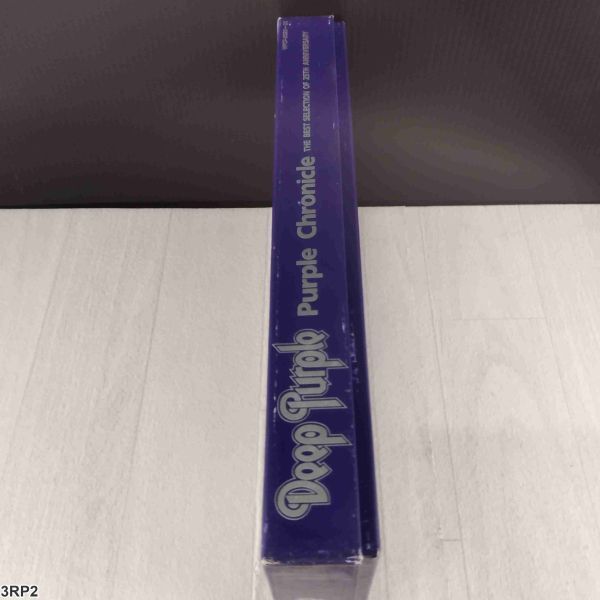 Deep Purple Purple Chronicle THE BEST SELECTION OF 25TH ANNIVERSARY
3RP2